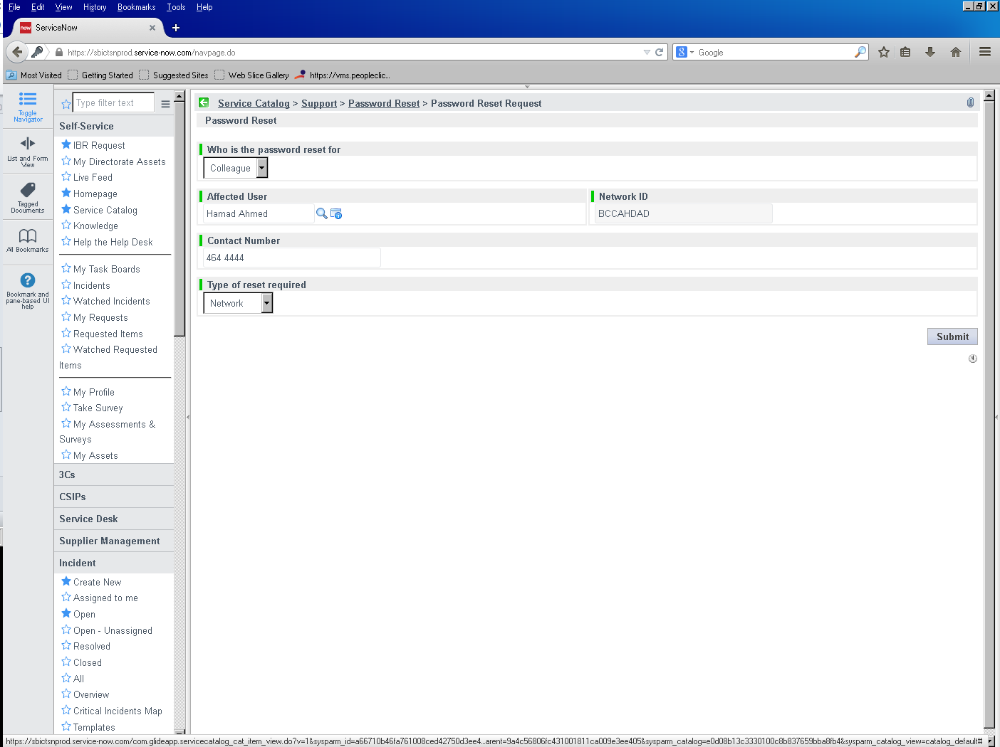 File Edit View History Bookmarks Tools Help
now ServiceNow
https://sbictsnprod.service-now.com/navpage.do
Google
Most Visited Getting Started Suggested Sites Web Slice Gallery https://vms.peopleclic...
Toggle Navigator
List and Form View
Tagged Documents
All Bookmarks
Bookmark and pane-based UI help
Type filter text
Self-Service
IBR Request
My Directorate Assets
Live Feed
Homepage
Service Catalog
Knowledge
Help the Help Desk
My Task Boards
Incidents
Watched Incidents
My Requests
Requested Items
Watched Requested
Items
My Profile
Take Survey
My Assessments &
Surveys
My Assets
3Cs
CSIPs
Service Desk
Supplier Management
Incident
Create New
Assigned to me
Open
Open - Unassigned
Resolved
Closed
All
Overview
Critical Incidents Map
Templates
Service Catalog > Support > Password Reset > Password Reset Request
Password Reset
Who is the password reset for
Colleague
Affected User
Hamad Ahmed
Network ID
BCCAHDAD
Contact Number
464 4444
Type of reset required
Network
Submit
https://sbictsnprod.service-now.com/com.glideapp.servicecatalog_cat_item_view.do?v=1&sysparm_id=a66710b46fa761008ced42750d3ee4...arent=9a4c56806fc431001811ca009e3ee405&sysparm_catalog=e0d08b13c3330100c8b837659bba8fb4&sysparm_catalog_view=catalog_default#